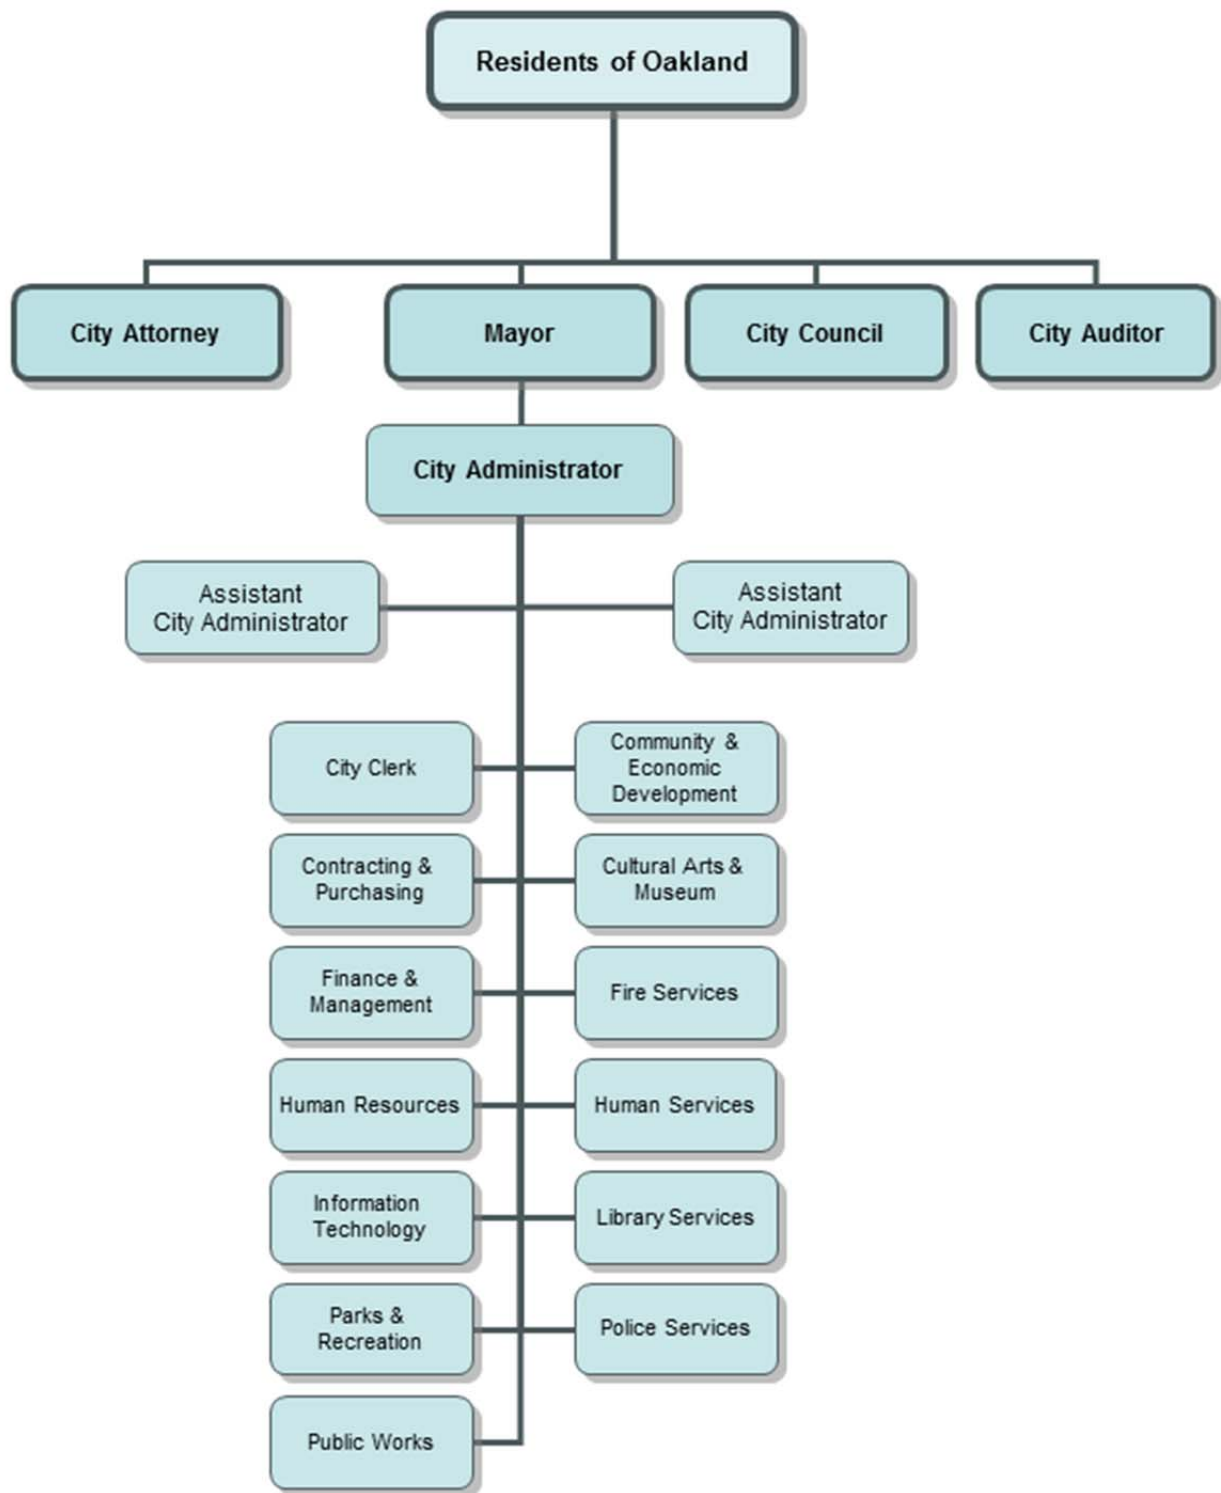 Residents of Oakland
City Attorney
Mayor
City Council
City Auditor
City Administrator
Assistant
City Administrator
Assistant
City Administrator
City Clerk
Community &
Economic
Development
Contracting &
Purchasing
Cultural Arts &
Museum
Finance &
Management
Fire Services
Human Resources
Human Services
Information
Technology
Library Services
Parks &
Recreation
Police Services
Public Works